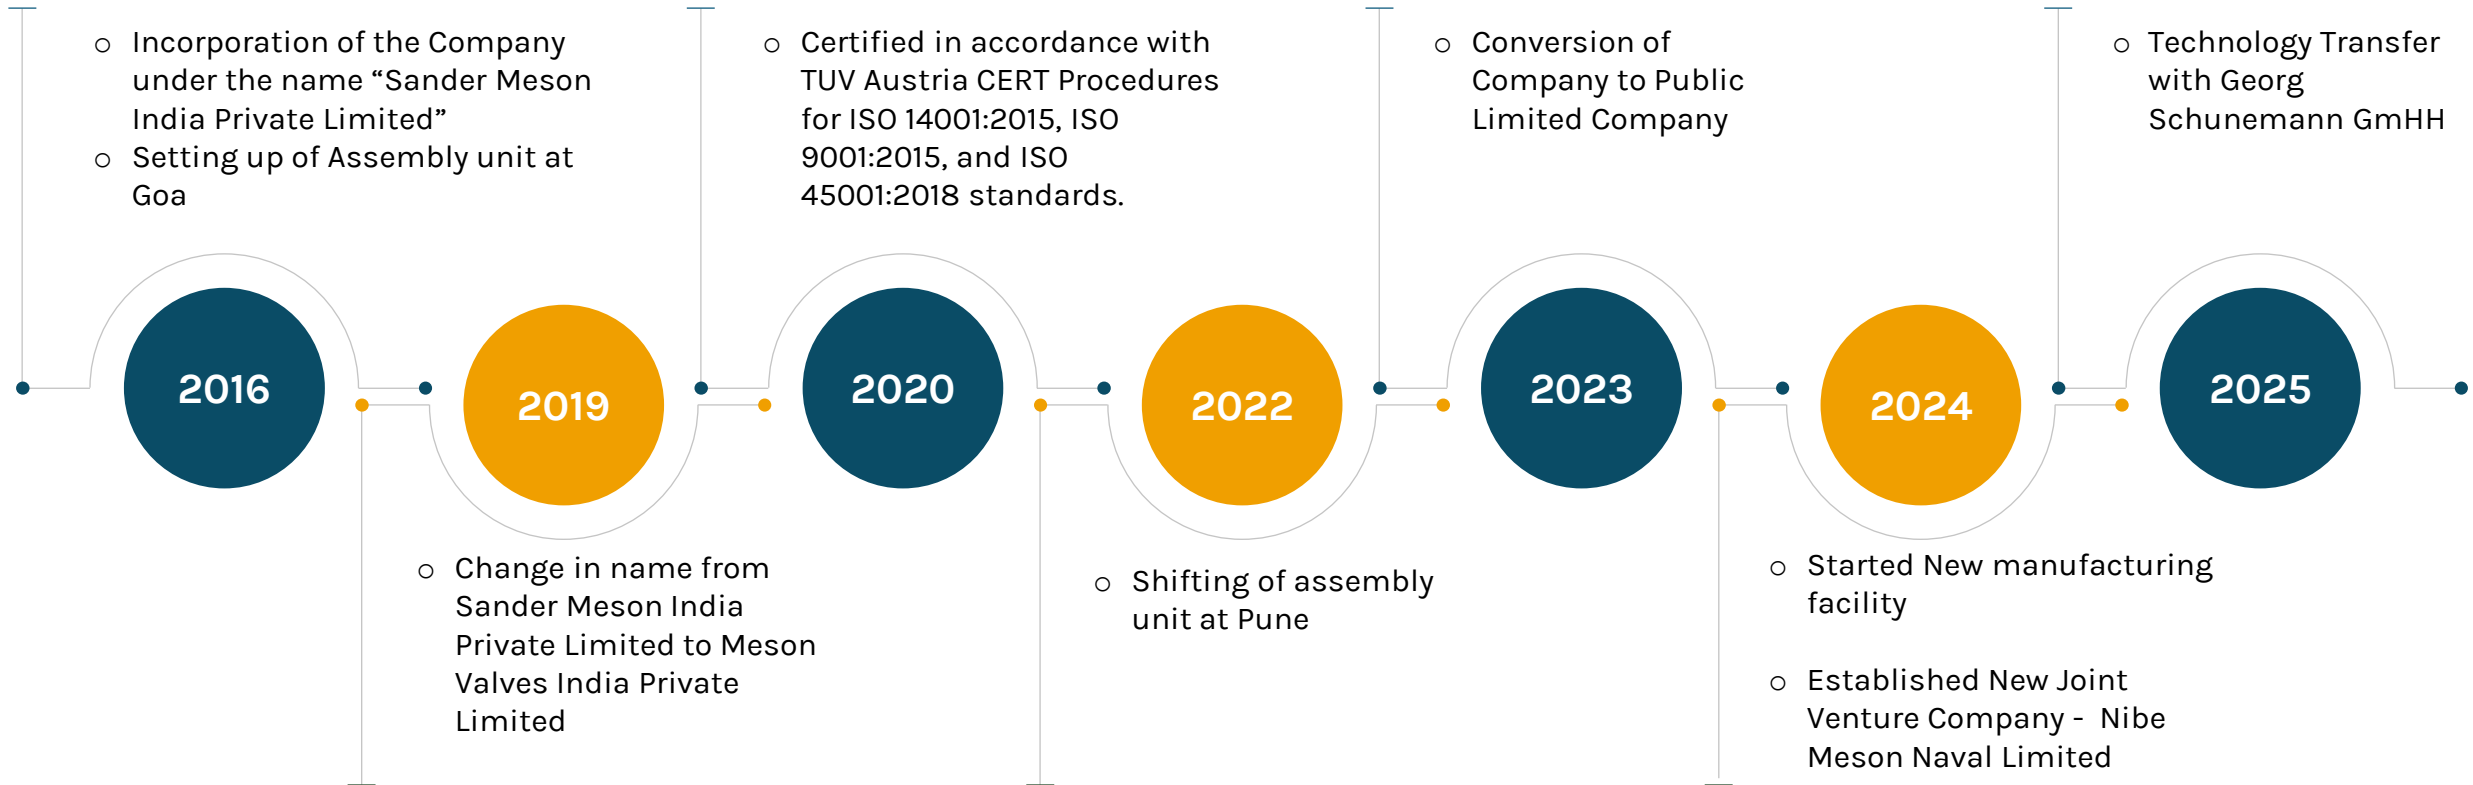 ○ Incorporation of the Company
under the name “Sander Meson
India Private Limited”
○ Setting up of Assembly unit at
Goa
○ Certified in accordance with
TUV Austria CERT Procedures
for ISO 14001:2015, ISO
9001:2015, and ISO
45001:2018 standards.
○ Conversion of
Company to Public
Limited Company
○ Technology Transfer
with Georg
Schunemann GmHH
2016
2019
2020
2022
2023
2024
2025
○ Change in name from
Sander Meson India
Private Limited to Meson
Valves India Private
Limited
○ Shifting of assembly
unit at Pune
○ Started New manufacturing
facility
○ Established New Joint
Venture Company - Nibe
Meson Naval Limited